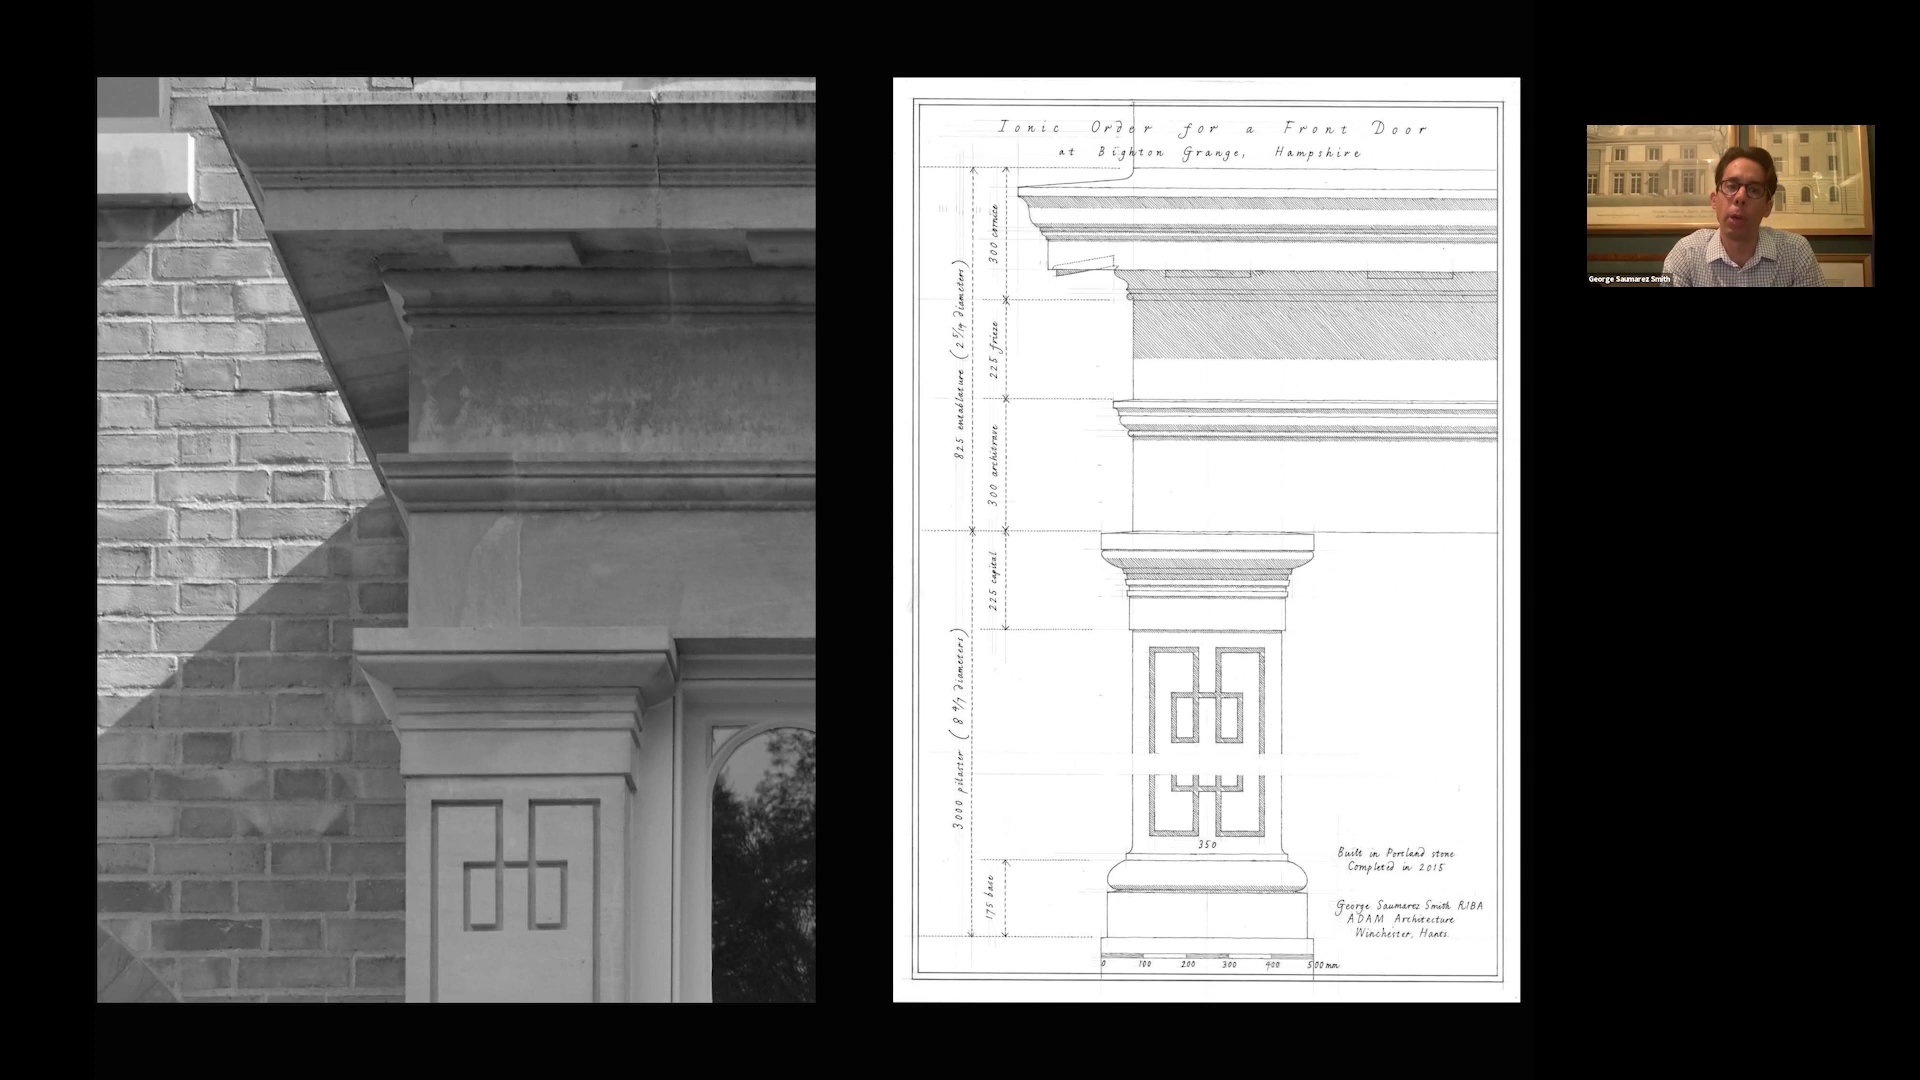 Ionic Order for a Front Door
at Bighton Grange, Hampshire
300 cornice
225 frieze
300 architrave
825 entablature (2 5/14 diameters)
225 capital
3000 pilaster (8 4/7 diameters)
175 base
350
Built in Portland stone
Completed in 2015
George Saumarez Smith RIBA
ADAM Architecture
Winchester, Hants.
0 100 200 300 400 500 mm
George Saumarez Smith